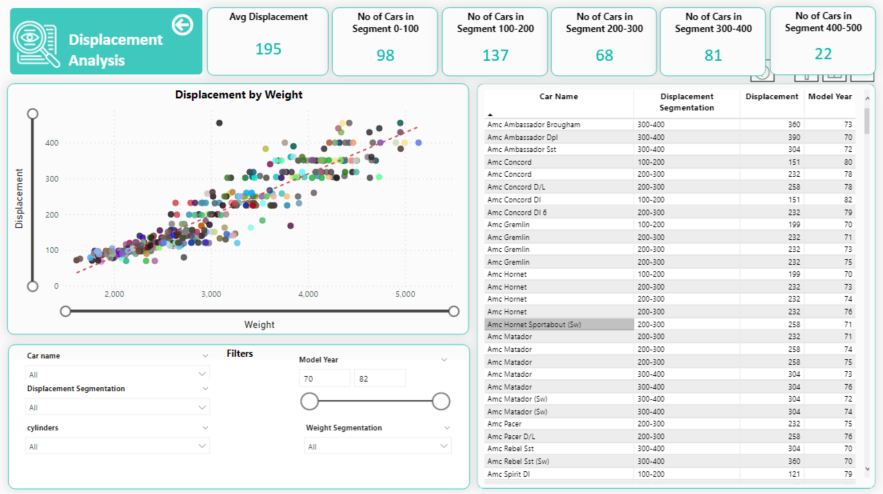 Displacement
Analysis
Avg Displacement
195
No of Cars in
Segment 0-100
98
No of Cars in
Segment 100-200
137
No of Cars in
Segment 200-300
68
No of Cars in
Segment 300-400
81
No of Cars in
Segment 400-500
22
Displacement by Weight
Displacement
400
300
200
100
0
2,000 3,000 4,000 5,000
Weight
Filters
Car name
All
Displacement Segmentation
All
cylinders
All
Model Year
70 82
Weight Segmentation
All
Car Name Displacement Segmentation Displacement Model Year
Amc Ambassador Brougham 300-400 360 73
Amc Ambassador Dpl 300-400 390 70
Amc Ambassador Sst 300-400 304 72
Amc Concord 100-200 151 80
Amc Concord 200-300 232 78
Amc Concord D/L 200-300 258 78
Amc Concord Dl 100-200 151 82
Amc Concord Dl 6 200-300 232 79
Amc Gremlin 100-200 199 70
Amc Gremlin 200-300 232 71
Amc Gremlin 200-300 232 73
Amc Gremlin 200-300 232 75
Amc Hornet 100-200 199 70
Amc Hornet 200-300 232 73
Amc Hornet 200-300 232 74
Amc Hornet 200-300 232 76
Amc Hornet Sportabout (Sw) 200-300 258 71
Amc Matador 200-300 232 71
Amc Matador 200-300 258 74
Amc Matador 200-300 258 75
Amc Matador 300-400 304 73
Amc Matador 300-400 304 76
Amc Matador (Sw) 300-400 304 72
Amc Matador (Sw) 300-400 304 74
Amc Pacer 200-300 232 75
Amc Pacer D/L 200-300 258 76
Amc Rebel Sst 300-400 304 70
Amc Rebel Sst (Sw) 300-400 360 70
Amc Spirit Dl 100-200 121 79